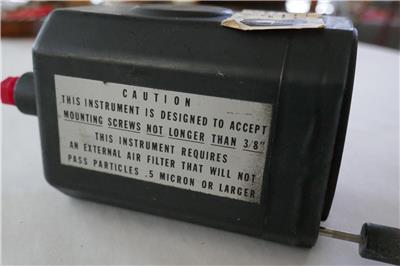 CAUTION
THIS INSTRUMENT IS DESIGNED TO ACCEPT
MOUNTING SCREWS NOT LONGER THAN 3/8"
THIS INSTRUMENT REQUIRES
AN EXTERNAL AIR FILTER THAT WILL NOT
PASS PARTICLES .5 MICRON OR LARGER